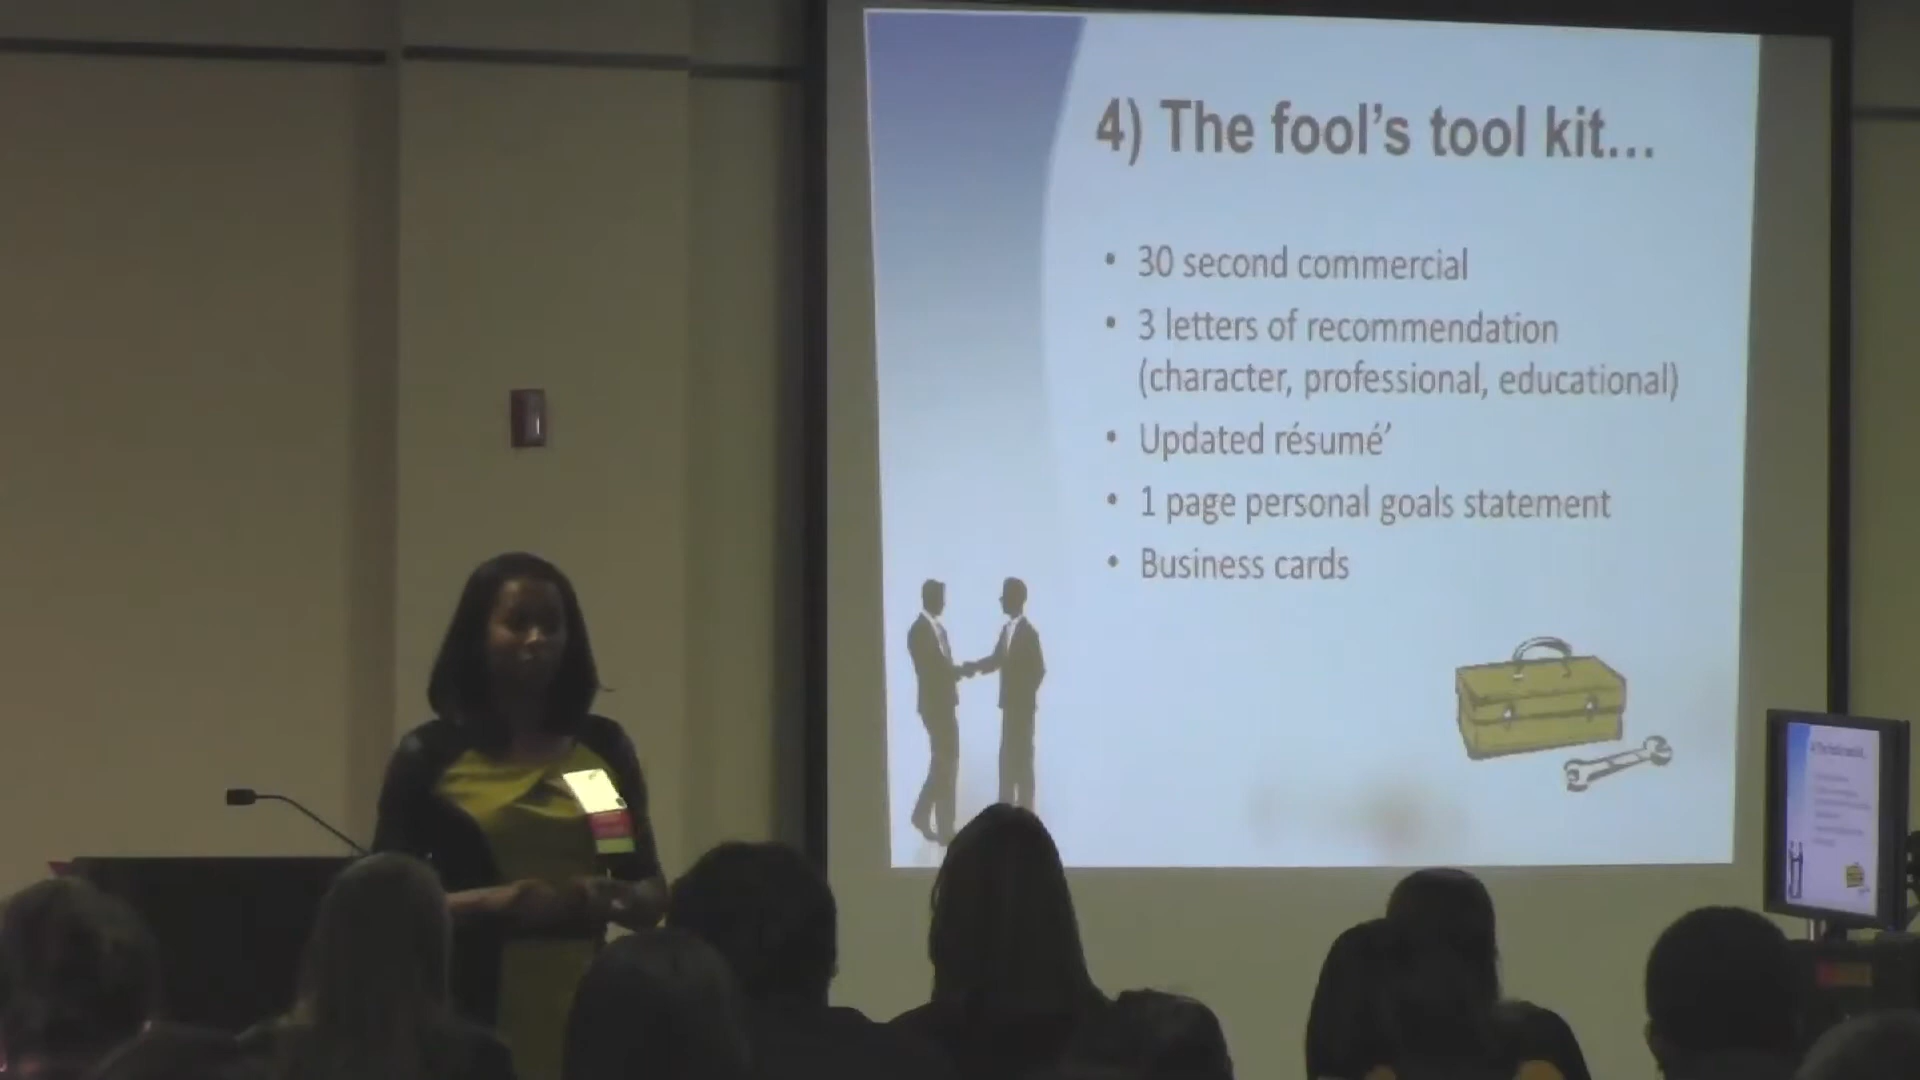 4) The fool's tool kit...
• 30 second commercial
• 3 letters of recommendation
(character, professional, educational)
• Updated résumé'
• 1 page personal goals statement
• Business cards